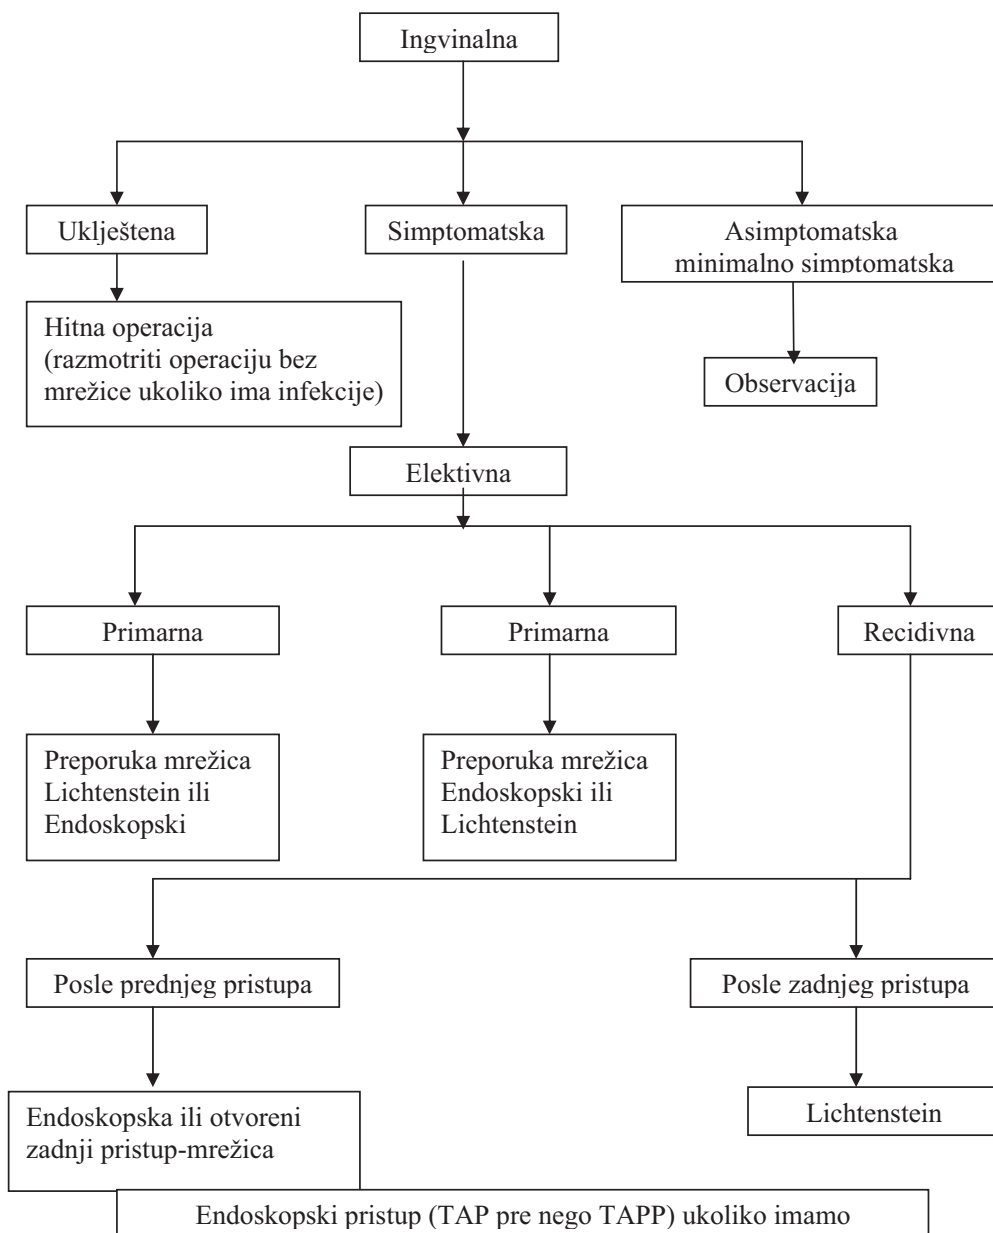 Ingvinalna
Uklještena
Simptomatska
Asimptomatska
minimalno simptomatska
Hitna operacija
(razmotriti operaciju bez
mrežice ukoliko ima infekcije)
Observacija
Elektivna
Primarna
Primarna
Recidivna
Preporuka mrežica
Lichtenstein ili
Endoskopski
Preporuka mrežica
Endoskopski ili
Lichtenstein
Posle prednjeg pristupa
Posle zadnjeg pristupa
Endoskopska ili otvoreni
zadnji pristup-mrežica
Lichtenstein
Endoskopski pristup (TAP pre nego TAPP) ukoliko imamo